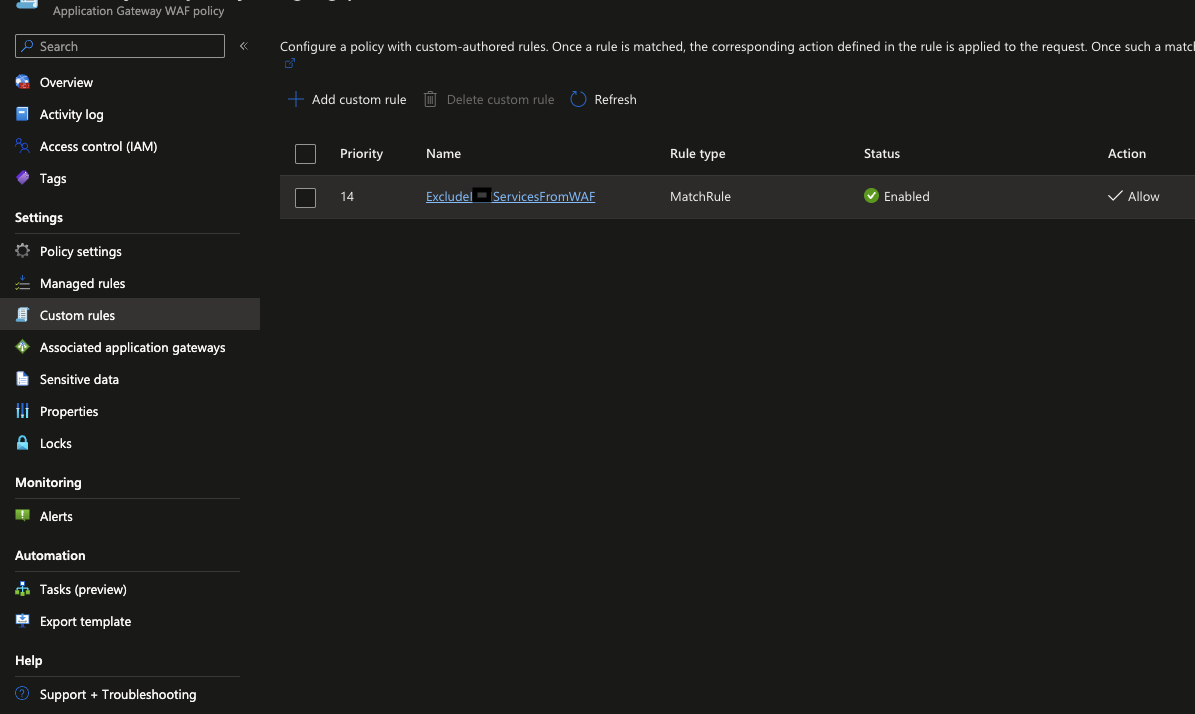 Application Gateway WAF policy
Search
«
Overview
Activity log
Access control (IAM)
Tags
Settings
Policy settings
Managed rules
Custom rules
Associated application gateways
Sensitive data
Properties
Locks
Monitoring
Alerts
Automation
Tasks (preview)
Export template
Help
Support + Troubleshooting
Configure a policy with custom-authored rules. Once a rule is matched, the corresponding action defined in the rule is applied to the request. Once such a
Add custom rule Delete custom rule Refresh
Priority Name Rule type Status Action
14 Exclude ServicesFromWAF MatchRule Enabled Allow